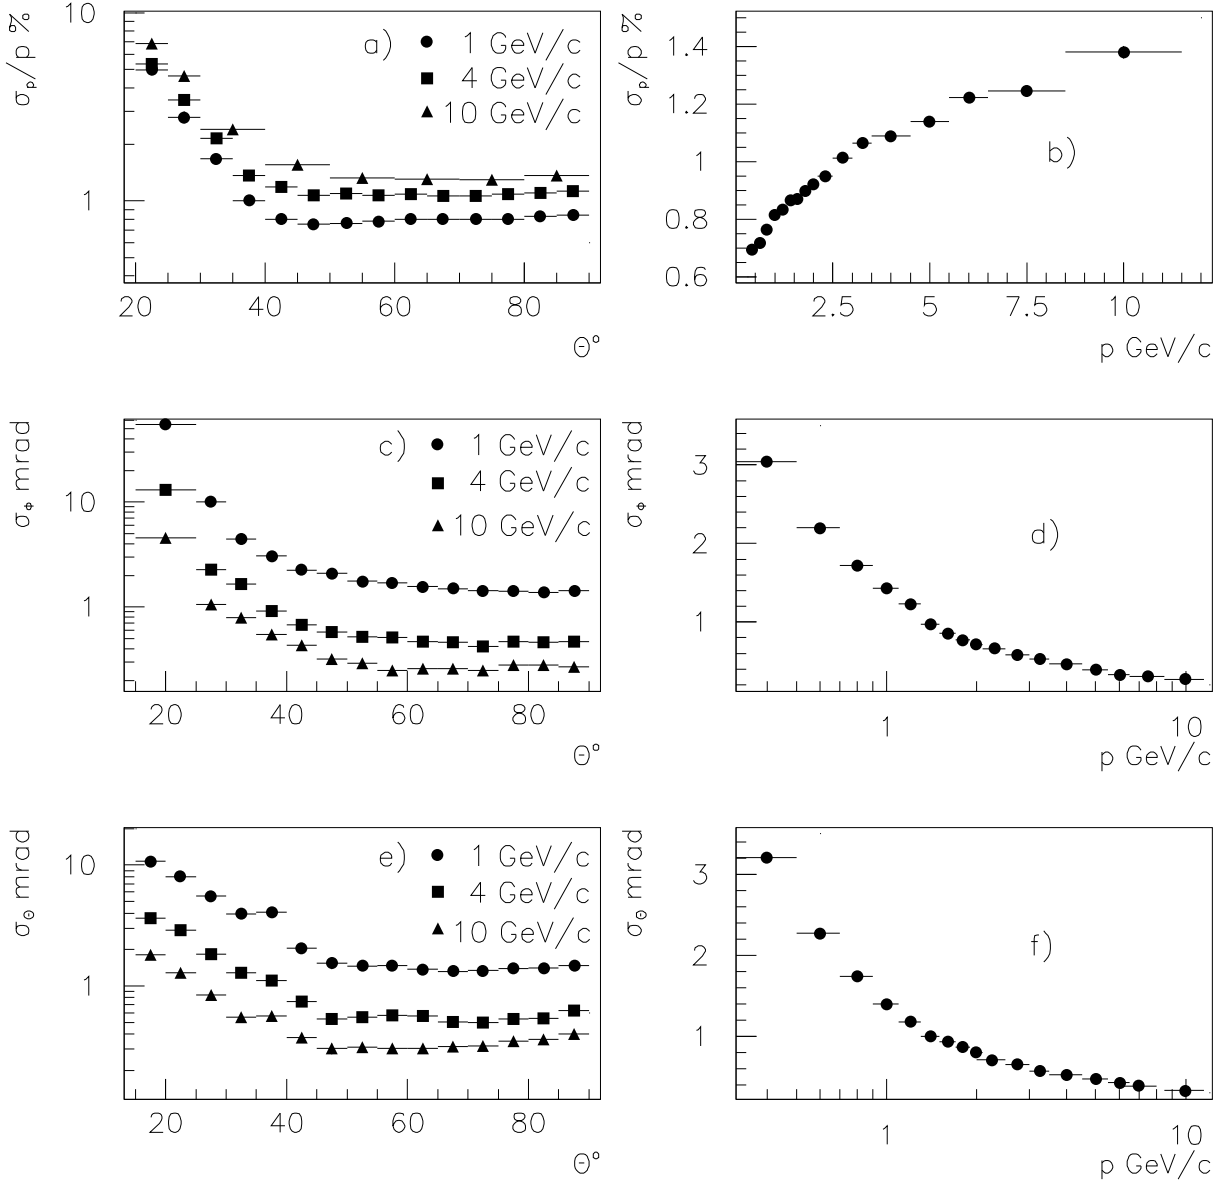 σp/p %
10
1
a)
1 GeV/c
4 GeV/c
10 GeV/c
20 40 60 80
Θ°
σp/p %
1.4
1.2
1
0.8
0.6
b)
2.5 5 7.5 10
p GeV/c
σϕ mrad
10
1
c)
1 GeV/c
4 GeV/c
10 GeV/c
20 40 60 80
Θ°
σϕ mrad
3
2
1
d)
1 10
p GeV/c
σΘ mrad
10
1
e)
1 GeV/c
4 GeV/c
10 GeV/c
20 40 60 80
Θ°
σΘ mrad
3
2
1
f)
1 10
p GeV/c